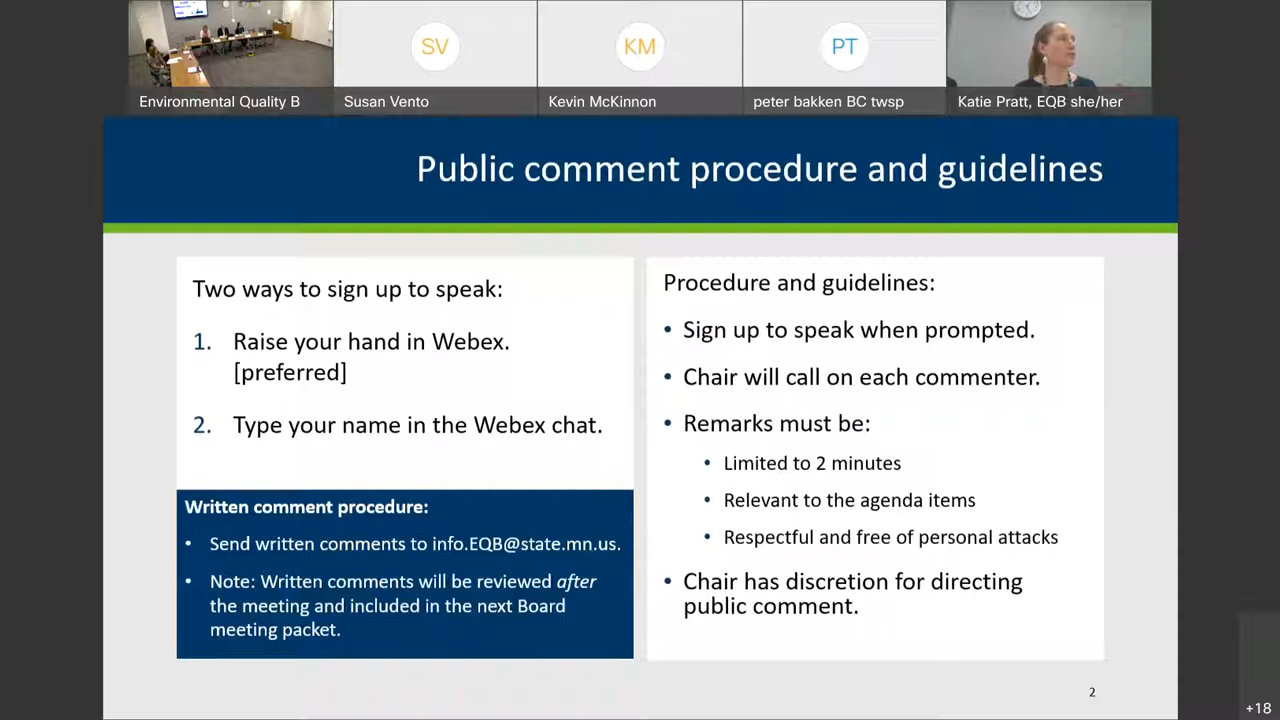 SV
KM
PT
Environmental Quality B
Susan Vento
Kevin McKinnon
peter bakken BC twsp
Katie Pratt, EQB she/her
Public comment procedure and guidelines
Two ways to sign up to speak:
1. Raise your hand in Webex.
[preferred]
2. Type your name in the Webex chat.
Written comment procedure:
• Send written comments to info.EQB@state.mn.us.
• Note: Written comments will be reviewed after
the meeting and included in the next Board
meeting packet.
Procedure and guidelines:
• Sign up to speak when prompted.
• Chair will call on each commenter.
• Remarks must be:
• Limited to 2 minutes
• Relevant to the agenda items
• Respectful and free of personal attacks
• Chair has discretion for directing
public comment.
2
+18